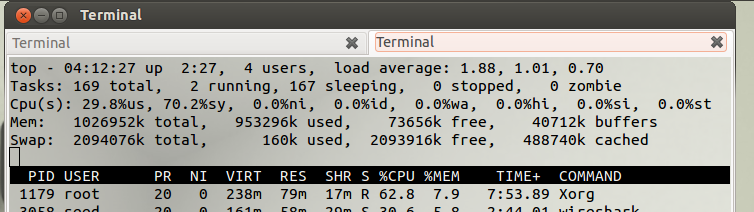 Terminal
Terminal
Terminal
top - 04:12:27 up  2:27,  4 users,  load average: 1.88, 1.01, 0.70
Tasks: 169 total,   2 running, 167 sleeping,   0 stopped,   0 zombie
Cpu(s): 29.8%us, 70.2%sy,  0.0%ni,  0.0%id,  0.0%wa,  0.0%hi,  0.0%si,  0.0%st
Mem:   1026952k total,   953296k used,    73656k free,    40712k buffers
Swap:  2094076k total,      160k used,  2093916k free,   488740k cached
PID USER      PR  NI  VIRT  RES  SHR S %CPU %MEM    TIME+  COMMAND
1179 root      20   0  238m  79m  17m R 62.8  7.9   7:53.89 Xorg
3058 seed      20   0  161m  58m  29m S 30.6  5.8   2:44.01 wireshark